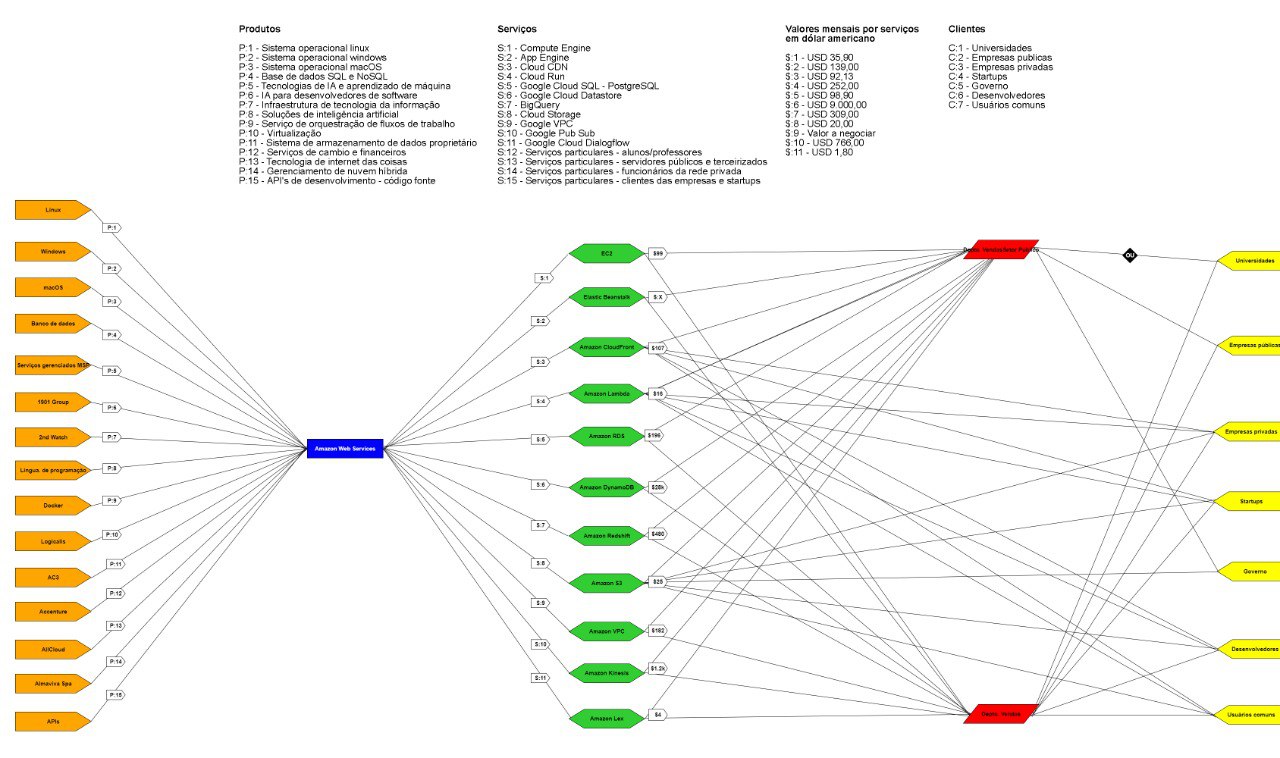 Produtos
P:1 - Sistema operacional linux
P:2 - Sistema operacional windows
P:3 - Sistema operacional macOS
P:4 - Base de dados SQL e NoSQL
P:5 - Tecnologias de IA e aprendizado de máquina
P:6 - IA para desenvolvedores de software
P:7 - Infraestrutura de tecnologia da informação
P:8 - Soluções de inteligência artificial
P:9 - Serviço de orquestração de fluxos de trabalho
P:10 - Virtualização
P:11 - Sistema de armazenamento de dados proprietário
P:12 - Serviços de cambio e financeiros
P:13 - Tecnologia de internet das coisas
P:14 - Gerenciamento de nuvem híbrida
P:15 - API's de desenvolvimento - código fonte
Serviços
S:1 - Compute Engine
S:2 - App Engine
S:3 - Cloud CDN
S:4 - Cloud Run
S:5 - Google Cloud SQL - PostgreSQL
S:6 - Google Cloud Datastore
S:7 - BigQuery
S:8 - Cloud Storage
S:9 - Google VPC
S:10 - Google Pub Sub
S:11 - Google Cloud Dialogflow
S:12 - Serviços particulares - alunos/professores
S:13 - Serviços particulares - servidores públicos e terceirizados
S:14 - Serviços particulares - funcionários da rede privada
S:15 - Serviços particulares - clientes das empresas e startups
Valores mensais por serviços
em dólar americano
$:1 - USD 35,90
$:2 - USD 139,00
$:3 - USD 92,13
$:4 - USD 252,00
$:5 - USD 98,90
$:6 - USD 9 000,00
$:7 - USD 309,00
$:8 - USD 20,00
$:9 - Valor a negociar
$:10 - USD 766,00
$:11 - USD 1,80
Clientes
C:1 - Universidades
C:2 - Empresas publicas
C:3 - Empresas privadas
C:4 - Startups
C:5 - Governo
C:6 - Desenvolvedores
C:7 - Usuários comuns
Linux
Windows
macOS
Banco de dados
Serviços gerenciados MSP
1901 Group
2nd Watch
Lingua. de programação
Docker
Logicalis
AC3
Accenture
AllCloud
Almaviva Spa
APIs
P:1
P:2
P:3
P:4
P:5
P:6
P:7
P:8
P:9
P:10
P:11
P:12
P:13
P:14
P:15
Amazon Web Services
S:1
S:2
S:3
S:4
S:5
S:6
S:7
S:8
S:9
S:10
S:11
EC2
Elastic Beanstalk
Amazon CloudFront
Amazon Lambda
Amazon RDS
Amazon DynamoDB
Amazon Redshift
Amazon S3
Amazon VPC
Amazon Kinesis
Amazon Lex
$99
$:X
$107
$16
$28k
$23
$182
$1.2k
$4
Depto. Vendas
OU
Universidades
Empresas públicas
Empresas privadas
Startups
Governo
Desenvolvedores
Usuários comuns